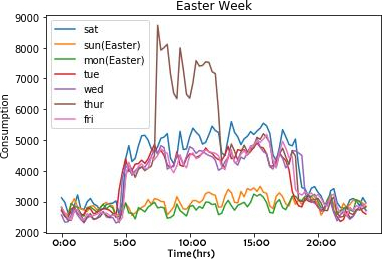 Easter Week
9000
8000
7000
6000
5000
4000
3000
2000
Consumption
sat
sun(Easter)
mon(Easter)
tue
wed
thur
fri
0:00 5:00 10:00 15:00 20:00
Time(hrs)